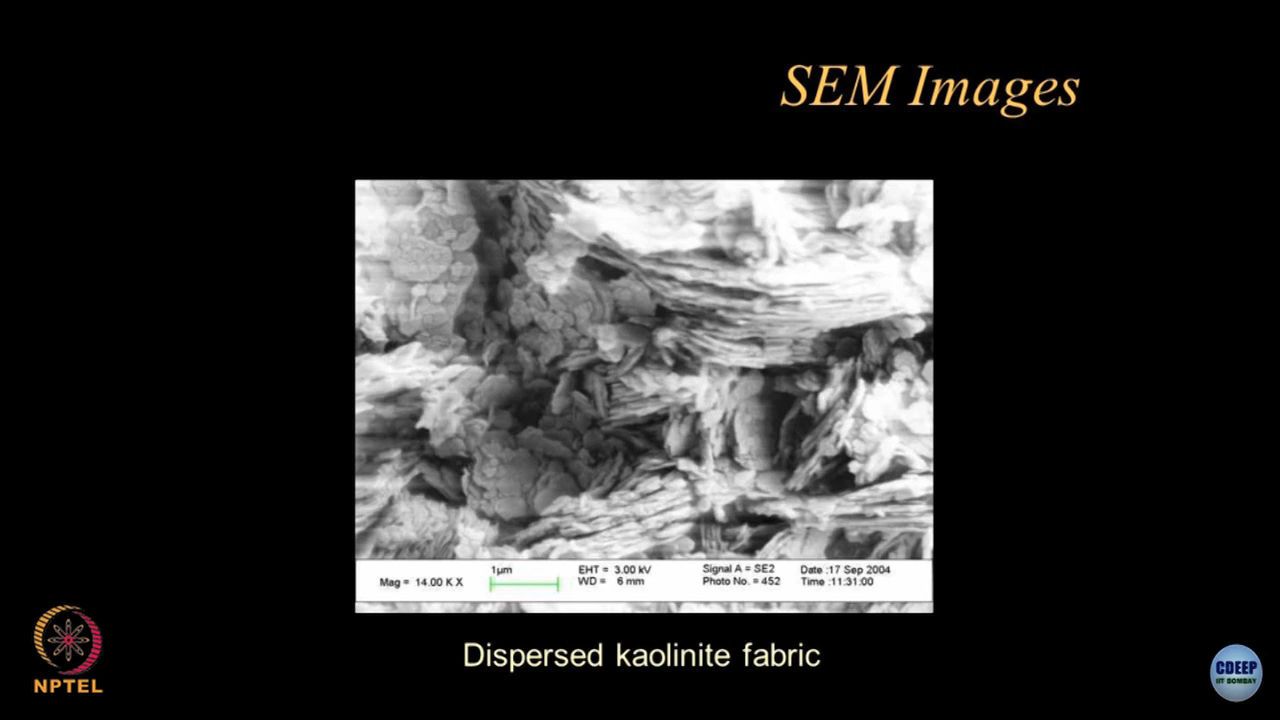 SEM Images
Mag = 14.00 K X
1µm
EHT = 3.00 kV
WD = 6 mm
Signal A = SE2
Photo No. = 452
Date :17 Sep 2004
Time :11:31:00
Dispersed kaolinite fabric
NPTEL
CDEEP
IIT BOMBAY